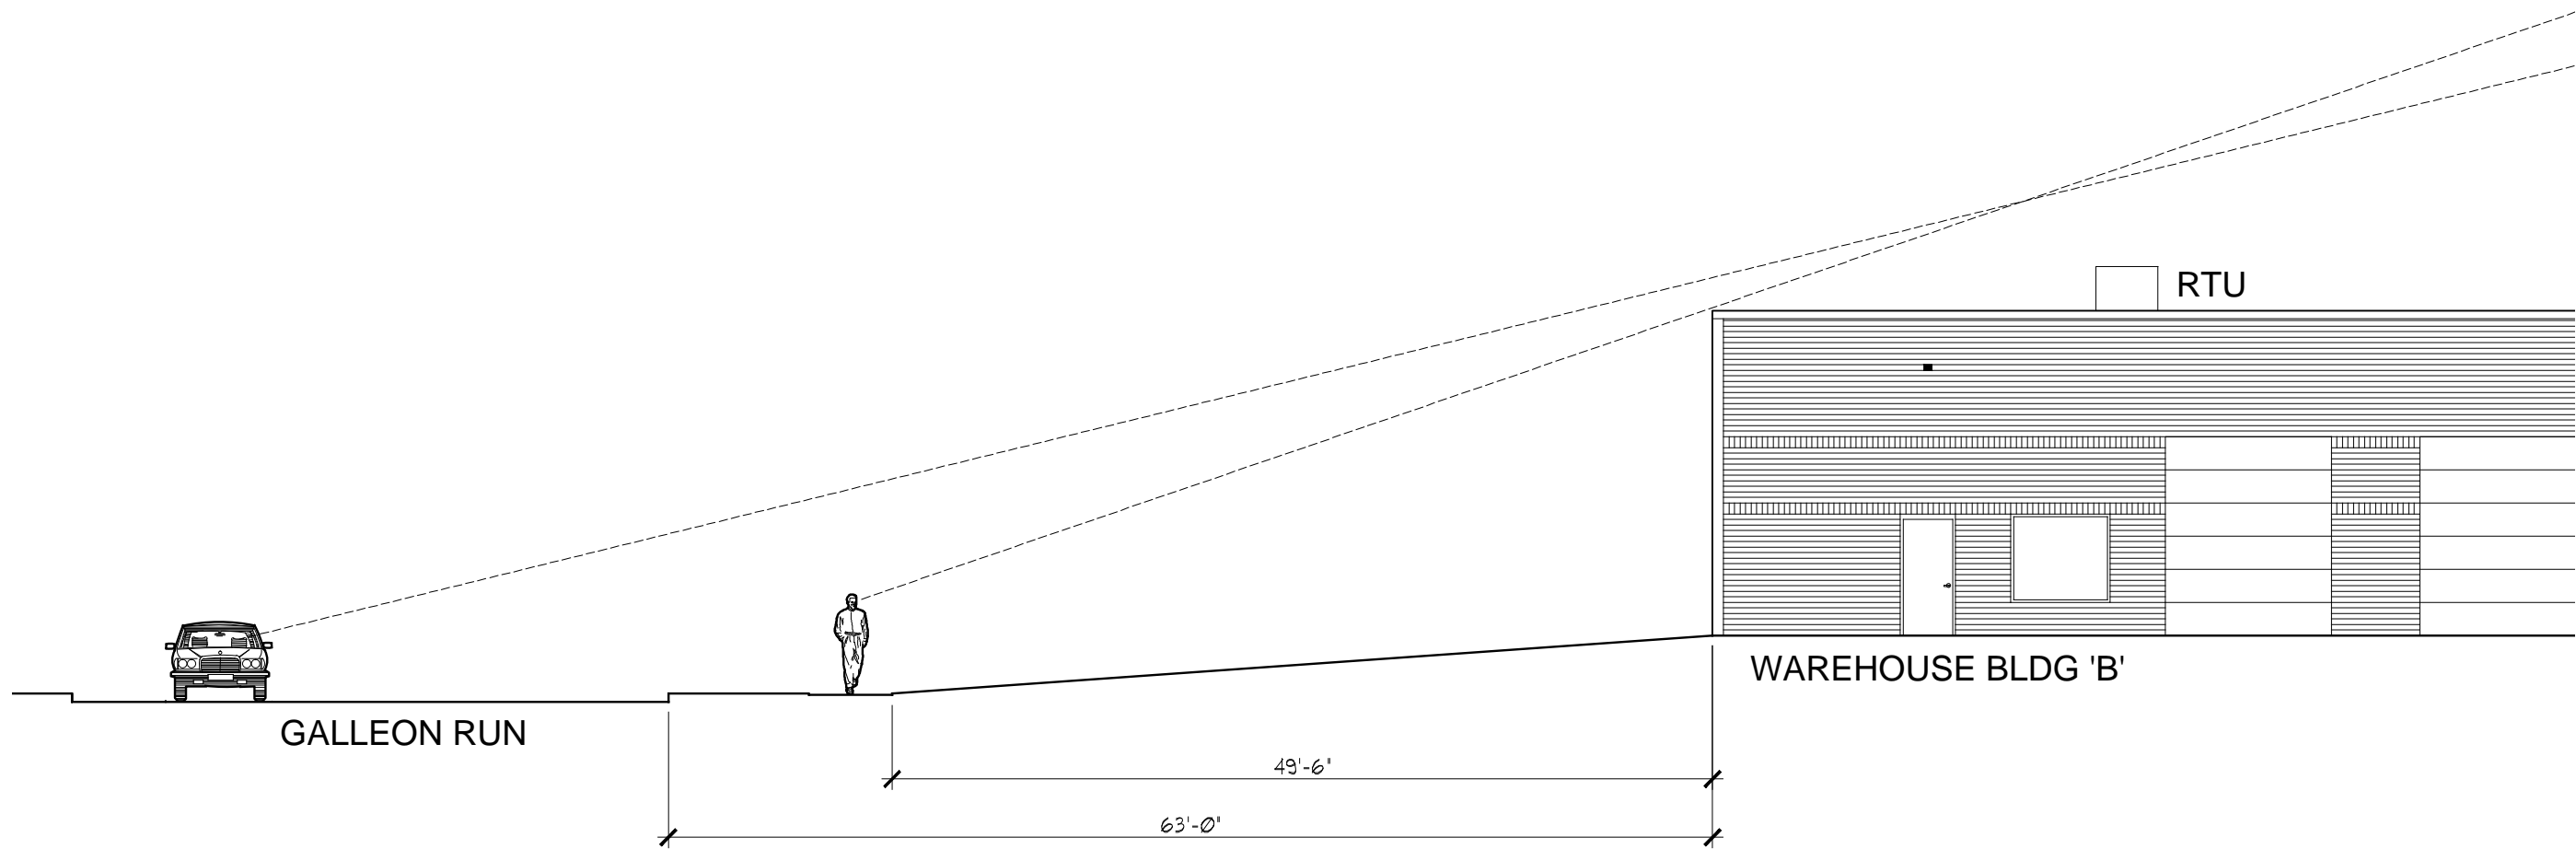 RTU
WAREHOUSE BLDG 'B'
GALLEON RUN
49'-6"
63'-0"